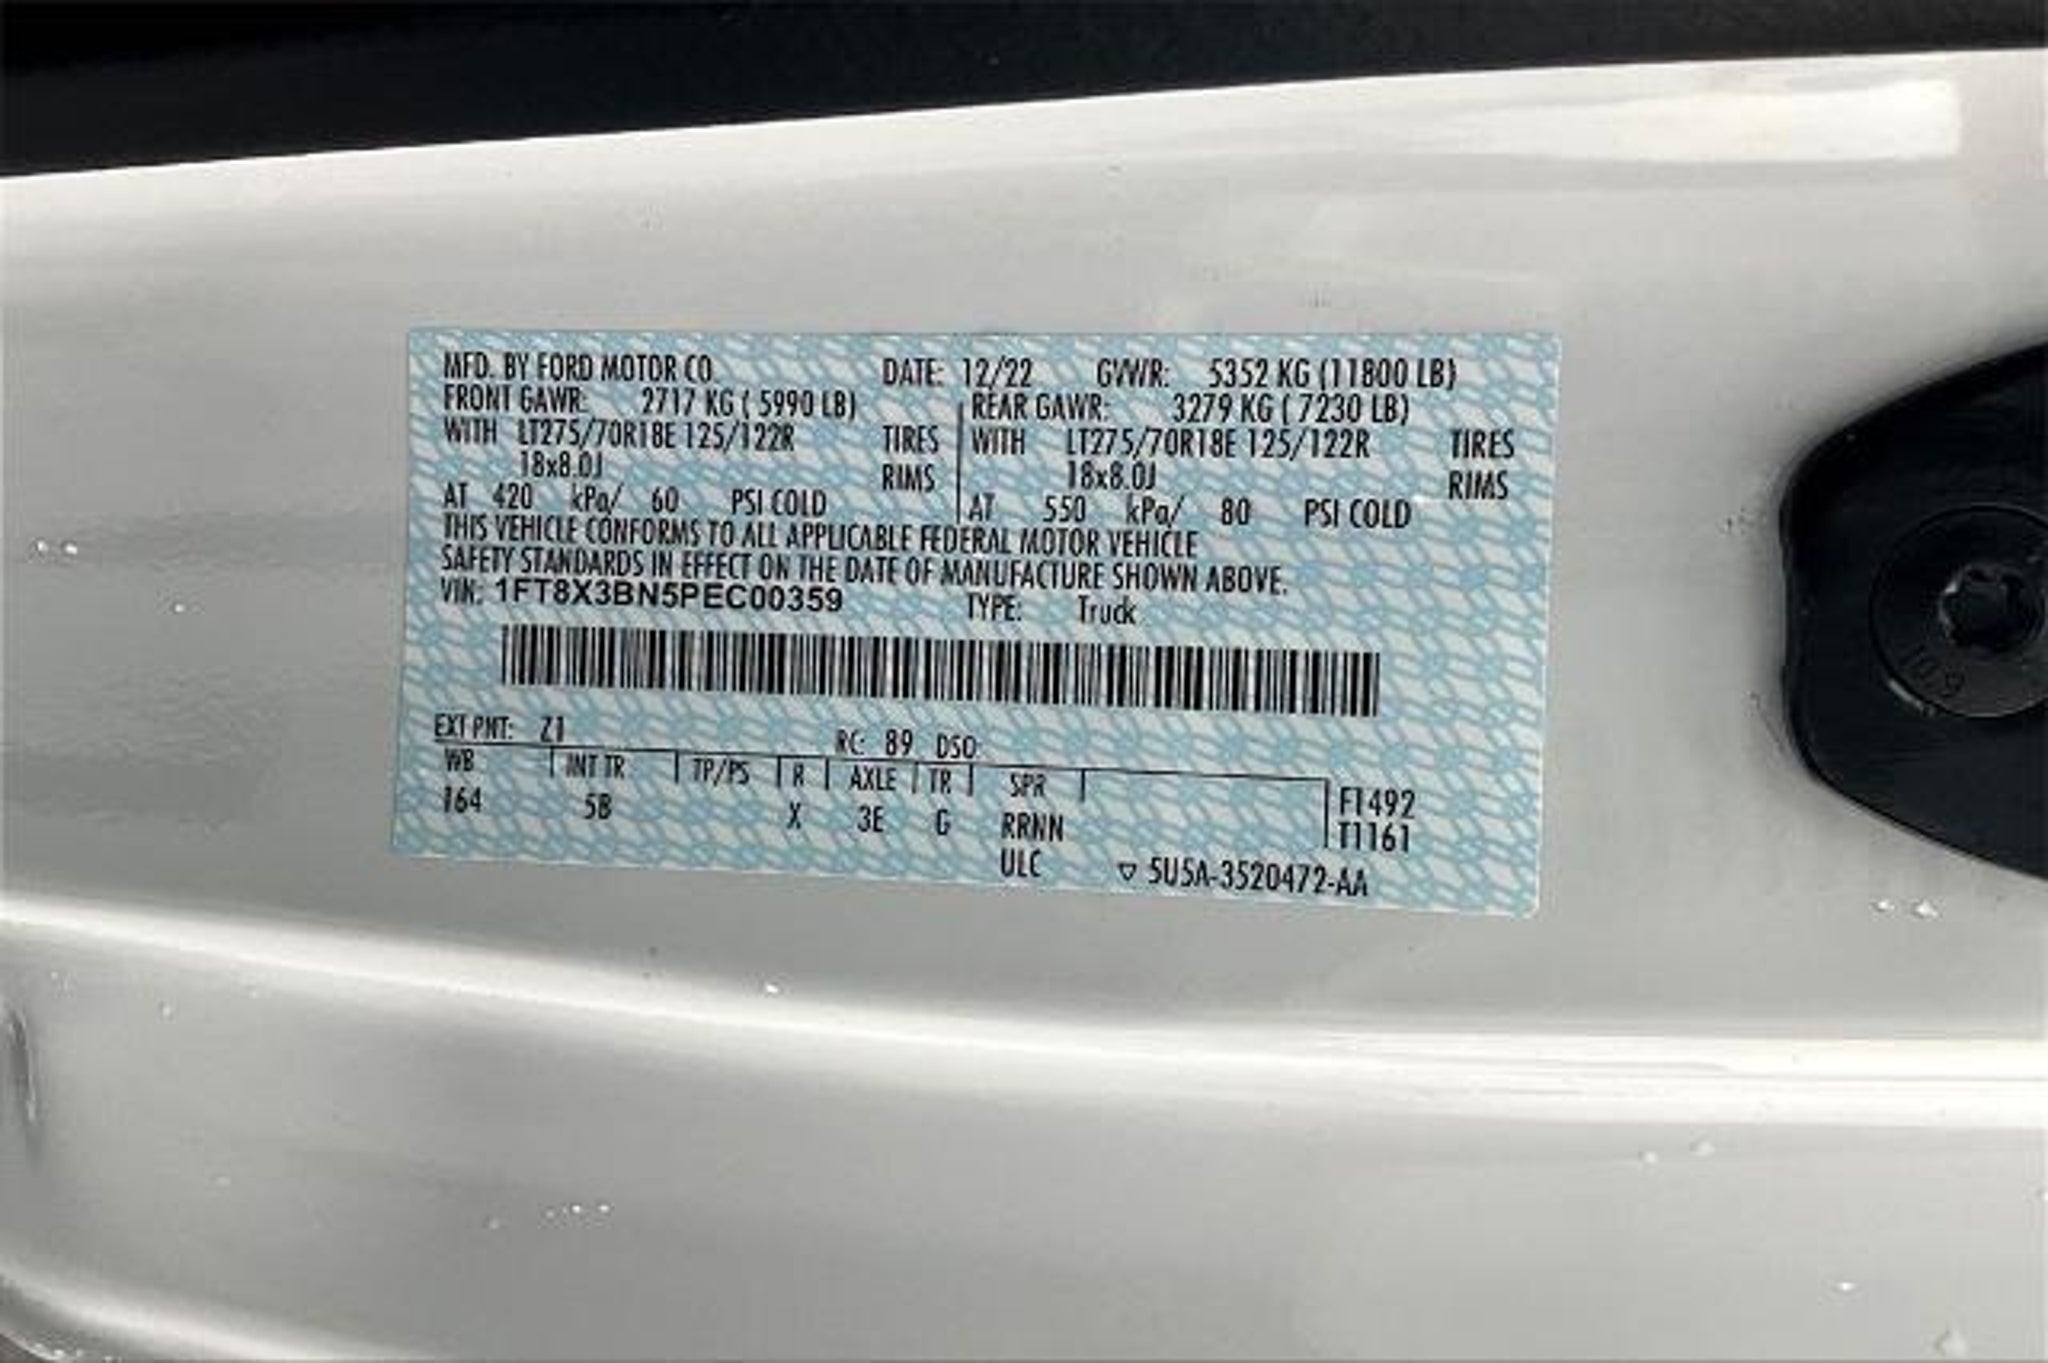 MFD. BY FORD MOTOR CO. DATE: 12/22 GVWR: 5352 KG (11800 LB)
FRONT GAWR: 2717 KG ( 5990 LB) REAR GAWR: 3279 KG ( 7230 LB)
WITH LT275/70R18E 125/122R TIRES WITH LT275/70R18E 125/122R TIRES
18x8.0J RIMS 18x8.0J RIMS
AT 420 kPa/ 60 PSI COLD AT 550 kPa/ 80 PSI COLD
THIS VEHICLE CONFORMS TO ALL APPLICABLE FEDERAL MOTOR VEHICLE
SAFETY STANDARDS IN EFFECT ON THE DATE OF MANUFACTURE SHOWN ABOVE.
VIN: 1FT8X3BN5PEC00359 TYPE: Truck
EXT PNT: Z1 RC: 89 DSO:
WB INT TR TP/PS R AXLE TR SPR
164 5B X 3E G RRNN
ULC
F1492
T1161
▽ 5U5A-3520472-AA
10.9